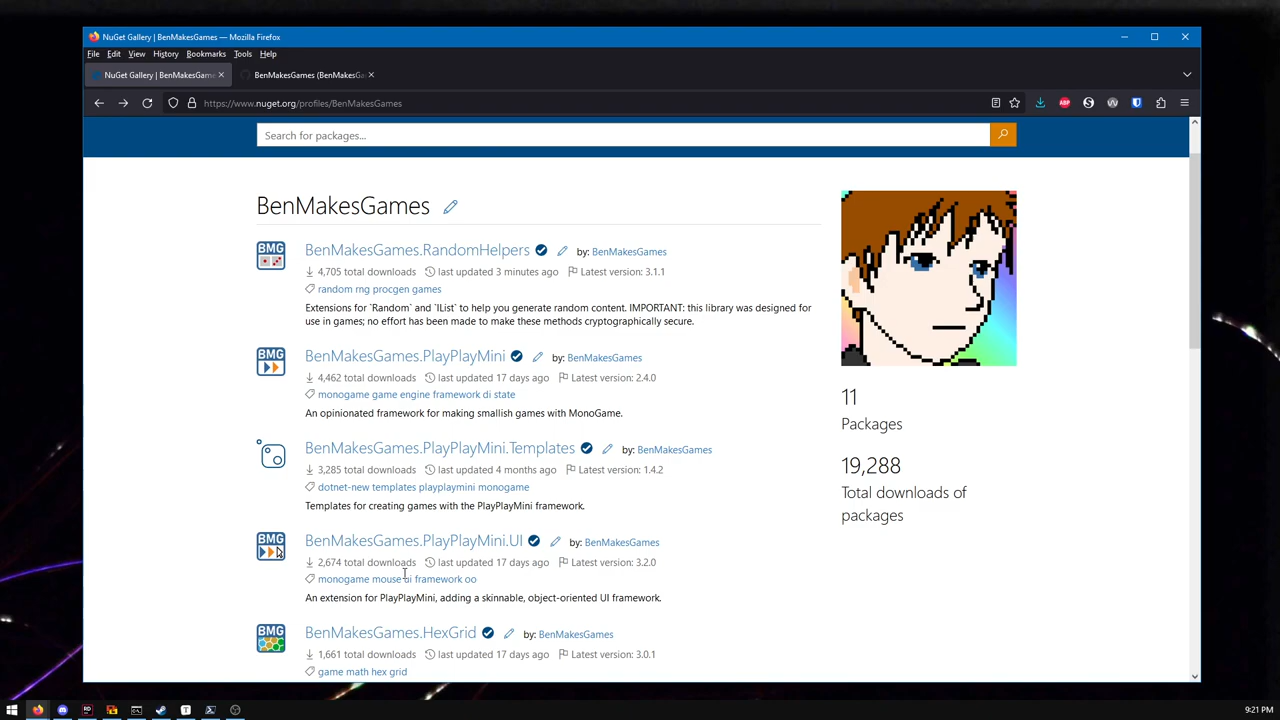 NuGet Gallery | BenMakesGames — Mozilla Firefox
File Edit View History Bookmarks Tools Help
NuGet Gallery | BenMakesGame
BenMakesGames (BenMakesG
https://www.nuget.org/profiles/BenMakesGames
Search for packages...
BenMakesGames
BMG
BenMakesGames.RandomHelpers by: BenMakesGames
4,705 total downloads last updated 3 minutes ago Latest version: 3.1.1
random rng procgen games
Extensions for `Random` and `IList` to help you generate random content. IMPORTANT: this library was designed for
use in games; no effort has been made to make these methods cryptographically secure.
BMG
BenMakesGames.PlayPlayMini by: BenMakesGames
4,462 total downloads last updated 17 days ago Latest version: 2.4.0
monogame game engine framework di state
An opinionated framework for making smallish games with MonoGame.
BenMakesGames.PlayPlayMini.Templates by: BenMakesGames
3,285 total downloads last updated 4 months ago Latest version: 1.4.2
dotnet-new templates playplaymini monogame
Templates for creating games with the PlayPlayMini framework.
BMG
BenMakesGames.PlayPlayMini.UI by: BenMakesGames
2,674 total downloads last updated 17 days ago Latest version: 3.2.0
monogame mouse ui framework oo
An extension for PlayPlayMini, adding a skinnable, object-oriented UI framework.
BMG
BenMakesGames.HexGrid by: BenMakesGames
1,661 total downloads last updated 17 days ago Latest version: 3.0.1
game math hex grid
11
Packages
19,288
Total downloads of
packages
9:21 PM